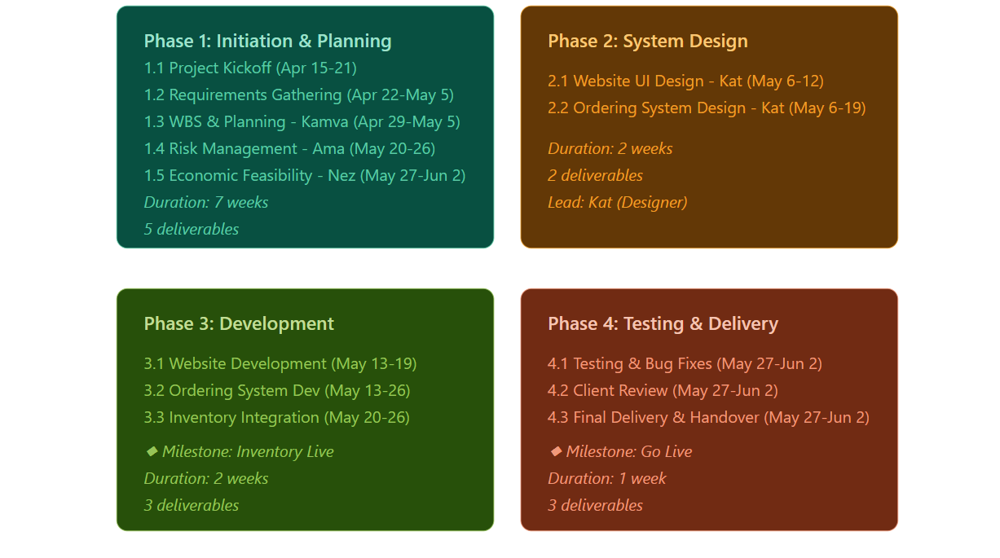 Phase 1: Initiation & Planning
1.1 Project Kickoff (Apr 15-21)
1.2 Requirements Gathering (Apr 22-May 5)
1.3 WBS & Planning - Kamva (Apr 29-May 5)
1.4 Risk Management - Ama (May 20-26)
1.5 Economic Feasibility - Nez (May 27-Jun 2)
Duration: 7 weeks
5 deliverables
Phase 2: System Design
2.1 Website UI Design - Kat (May 6-12)
2.2 Ordering System Design - Kat (May 6-19)
Duration: 2 weeks
2 deliverables
Lead: Kat (Designer)
Phase 3: Development
3.1 Website Development (May 13-19)
3.2 Ordering System Dev (May 13-26)
3.3 Inventory Integration (May 20-26)
◆ Milestone: Inventory Live
Duration: 2 weeks
3 deliverables
Phase 4: Testing & Delivery
4.1 Testing & Bug Fixes (May 27-Jun 2)
4.2 Client Review (May 27-Jun 2)
4.3 Final Delivery & Handover (May 27-Jun 2)
◆ Milestone: Go Live
Duration: 1 week
3 deliverables